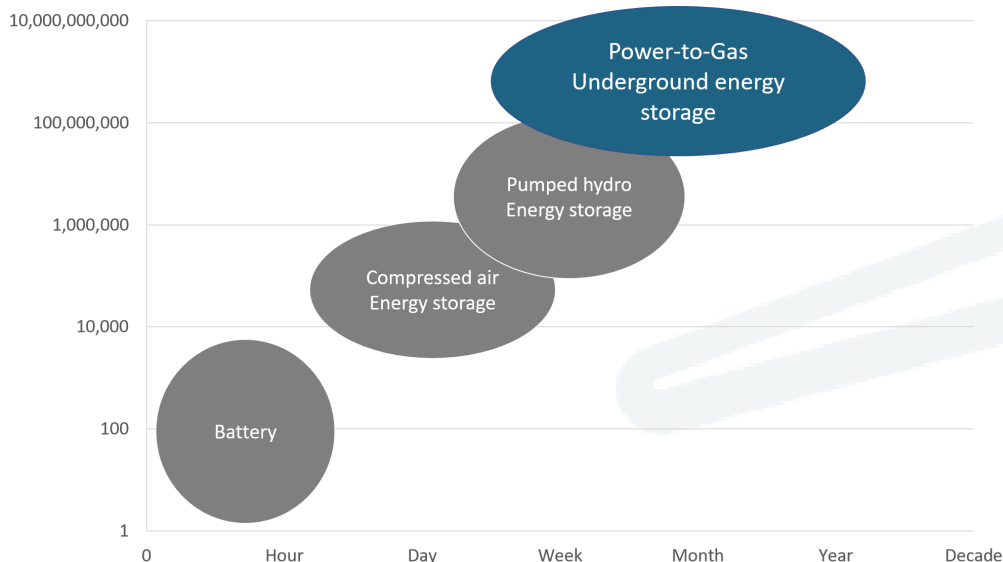 10,000,000,000
Power-to-Gas
Underground energy
storage
100,000,000
Pumped hydro
Energy storage
1,000,000
Compressed air
Energy storage
10,000
Battery
100
1
0 Hour Day Week Month Year Decade